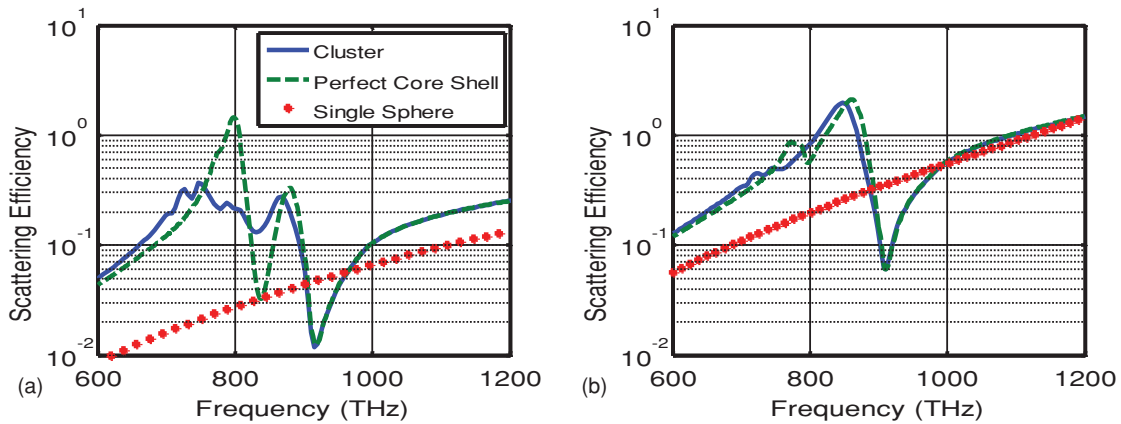 10^1
10^0
10^-1
10^-2
Scattering Efficiency
Cluster
Perfect Core Shell
Single Sphere
600 800 1000 1200
Frequency (THz)
(a)
10^1
10^0
10^-1
10^-2
Scattering Efficiency
600 800 1000 1200
Frequency (THz)
(b)